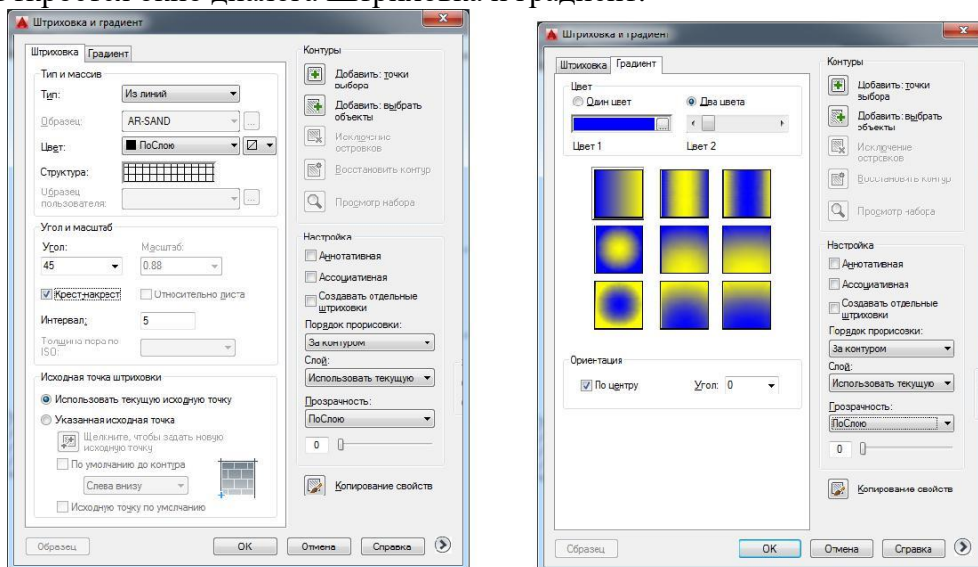 Штриховка и градиент
Штриховка Градиент
Тип и массив
Тип: Из линий
Образец: AR-SAND ...
Цвет: ПоСлою
Структура:
Образец
пользователя: ...
Угол и масштаб
Угол: Масштаб:
45 0.88
Крест-накрест Относительно листа
Интервал: 5
Толщина пера по
ISO:
Исходная точка штриховки
Использовать текущую исходную точку
Указанная исходная точка
Щелкните, чтобы задать новую
исходную точку
По умолчанию до контура
Слева внизу
Исходную точку по умолчанию
Контуры
Добавить: точки
выбора
Добавить: выбрать
объекты
Исключение
островков
Восстановить контур
Просмотр набора
Настройка
Аннотативная
Ассоциативная
Создавать отдельные
штриховки
Порядок прорисовки:
За контуром
Слой:
Использовать текущую
Прозрачность:
ПоСлою
0
Копирование свойств
Образец ОК Отмена Справка
Штриховка и градиент
Штриховка Градиент
Цвет
Один цвет Два цвета
...
Цвет 1 Цвет 2
Ориентация
По центру Угол: 0
Контуры
Добавить: точки
выбора
Добавить: выбрать
объекты
Исключение
островков
Восстановить контур
Просмотр набора
Настройка
Аннотативная
Ассоциативная
Создавать отдельные
штриховки
Порядок прорисовки:
За контуром
Слой:
Использовать текущую
Прозрачность:
ПоСлою
0
Копирование свойств
Образец ОК Отмена Справка